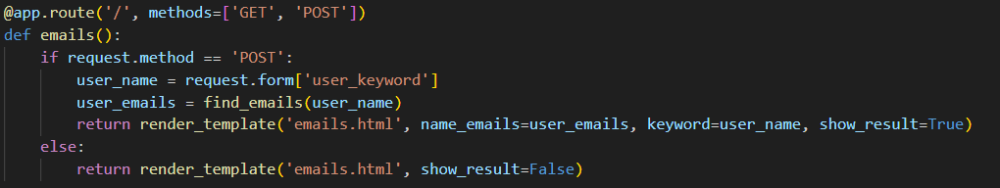 @app.route('/', methods=['GET', 'POST'])
def emails():
    if request.method == 'POST':
        user_name = request.form['user_keyword']
        user_emails = find_emails(user_name)
        return render_template('emails.html', name_emails=user_emails, keyword=user_name, show_result=True)
    else:
        return render_template('emails.html', show_result=False)